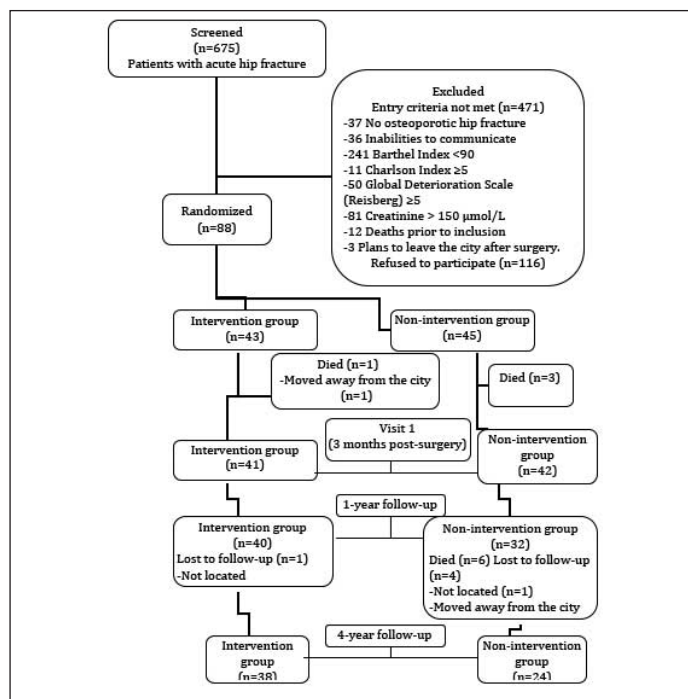 Screened
(n=675)
Patients with acute hip fracture
Excluded
Entry criteria not met (n=471)
-37 No osteoporotic hip fracture
-36 Inabilities to communicate
-241 Barthel Index <90
-11 Charlson Index ≥5
-50 Global Deterioration Scale
(Reisberg) ≥5
-81 Creatinine > 150 µmol/L
-12 Deaths prior to inclusion
-3 Plans to leave the city after surgery.
Refused to participate (n=116)
Randomized
(n=88)
Intervention group
(n=43)
Non-intervention group
(n=45)
Died (n=1)
-Moved away from the city
(n=1)
Died (n=3)
Visit 1
(3 months post-surgery)
Intervention group
(n=41)
Non-intervention
group
(n=42)
1-year follow-up
Intervention group
(n=40)
Lost to follow-up (n=1)
-Not located
Non-intervention group
(n=32)
Died (n=6) Lost to follow-up
(n=4)
-Not located (n=1)
-Moved away from the city
4-year follow-up
Intervention
group
(n=38)
Non-intervention
group
(n=24)